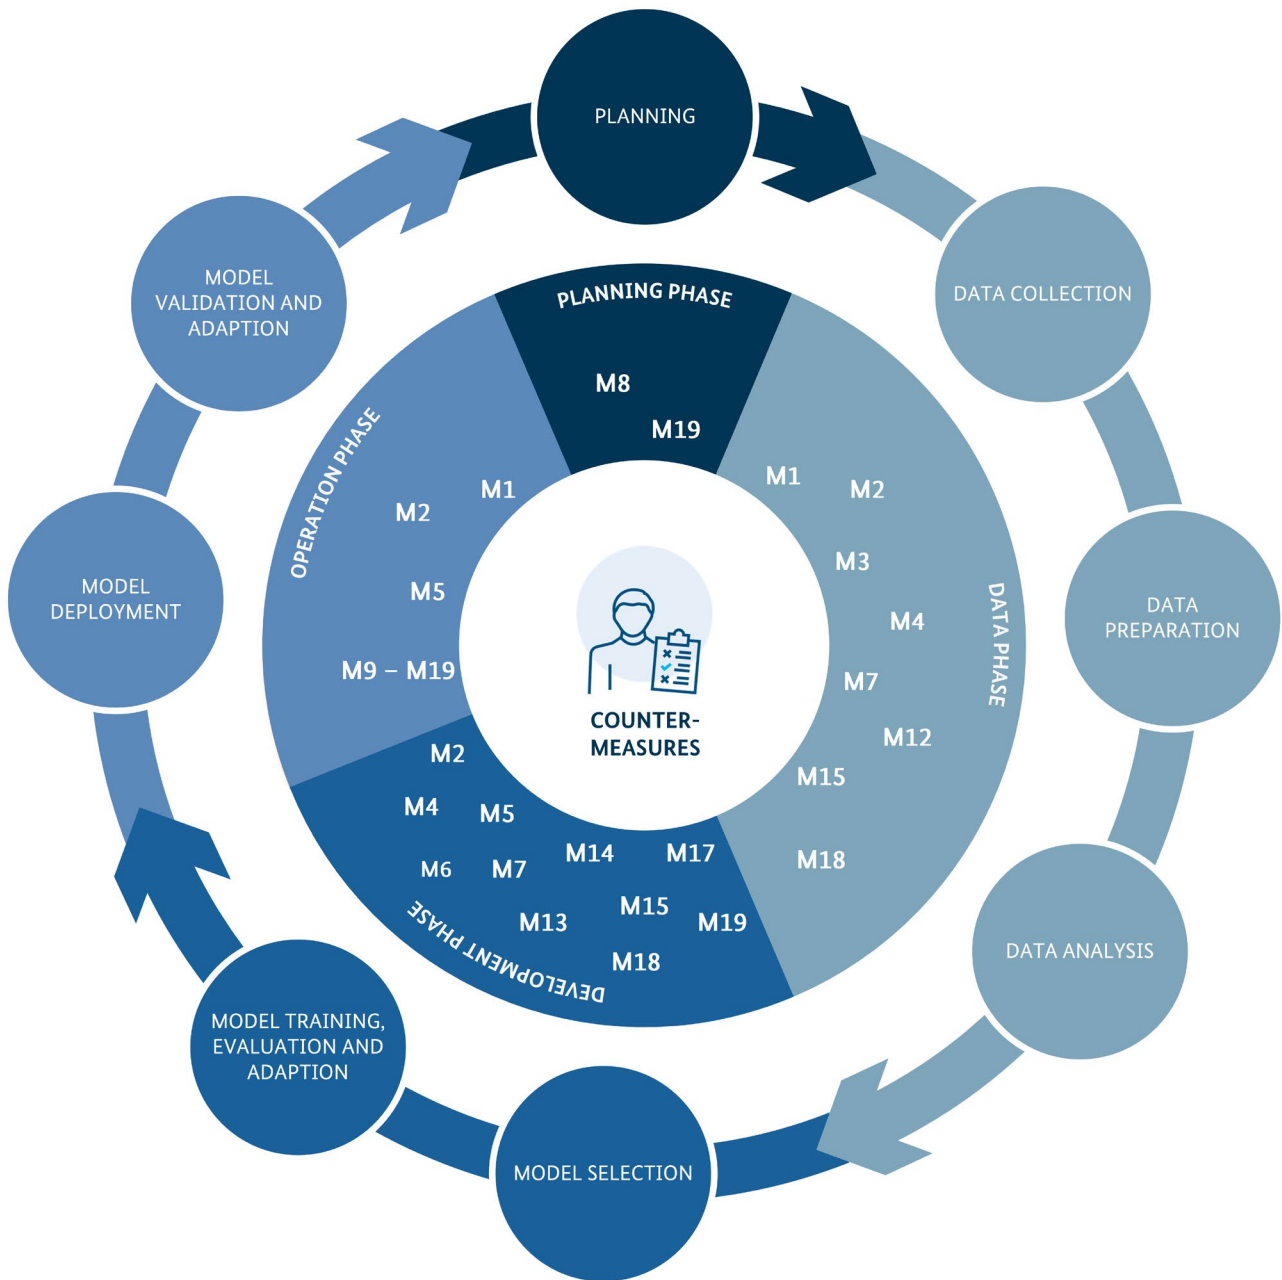 PLANNING
DATA COLLECTION
DATA
PREPARATION
DATA ANALYSIS
MODEL SELECTION
MODEL TRAINING,
EVALUATION AND
ADAPTION
MODEL
DEPLOYMENT
MODEL
VALIDATION AND
ADAPTION
PLANNING PHASE
M8
M19
DATA PHASE
M1
M2
M3
M4
M7
M12
M15
M18
DEVELOPMENT PHASE
M2
M4
M5
M6
M7
M14
M17
M13
M15
M19
M18
OPERATION PHASE
M1
M2
M5
M9 – M19
COUNTER-
MEASURES